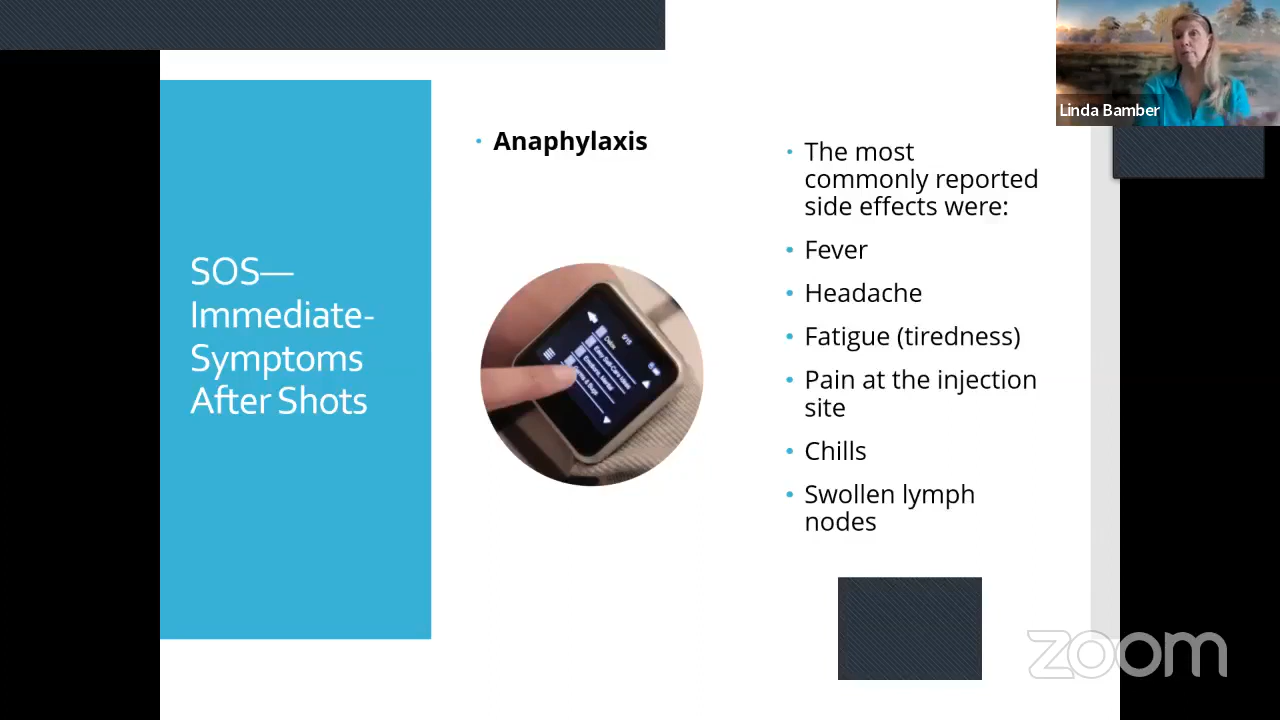 SOS—
Immediate-
Symptoms
After Shots
Anaphylaxis
The most
commonly reported
side effects were:
Fever
Headache
Fatigue (tiredness)
Pain at the injection
site
Chills
Swollen lymph
nodes
Linda Bamber
zoom